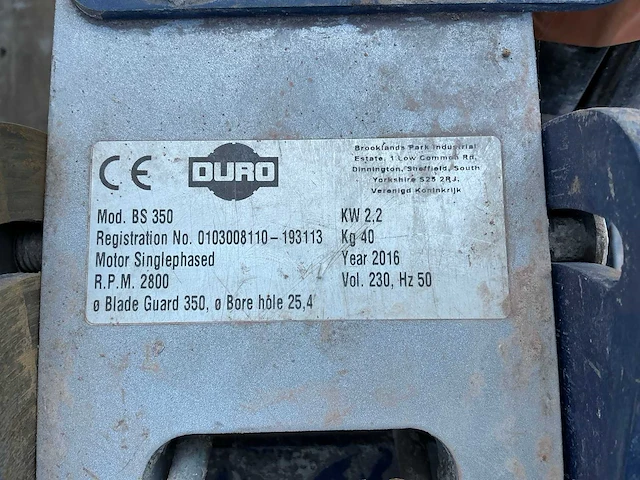 CE
DURO
Brooklands Park Industrial
Estate, 1 Low Common Rd,
Dinnington, Sheffield, South
Yorkshire S25 2RJ,
Verenigd Koninkrijk
Mod. BS 350
KW 2,2
Registration No. 0103008110-193113
Kg 40
Motor Singlephased
Year 2016
R.P.M. 2800
Vol. 230, Hz 50
ø Blade Guard 350, ø Bore hole 25,4